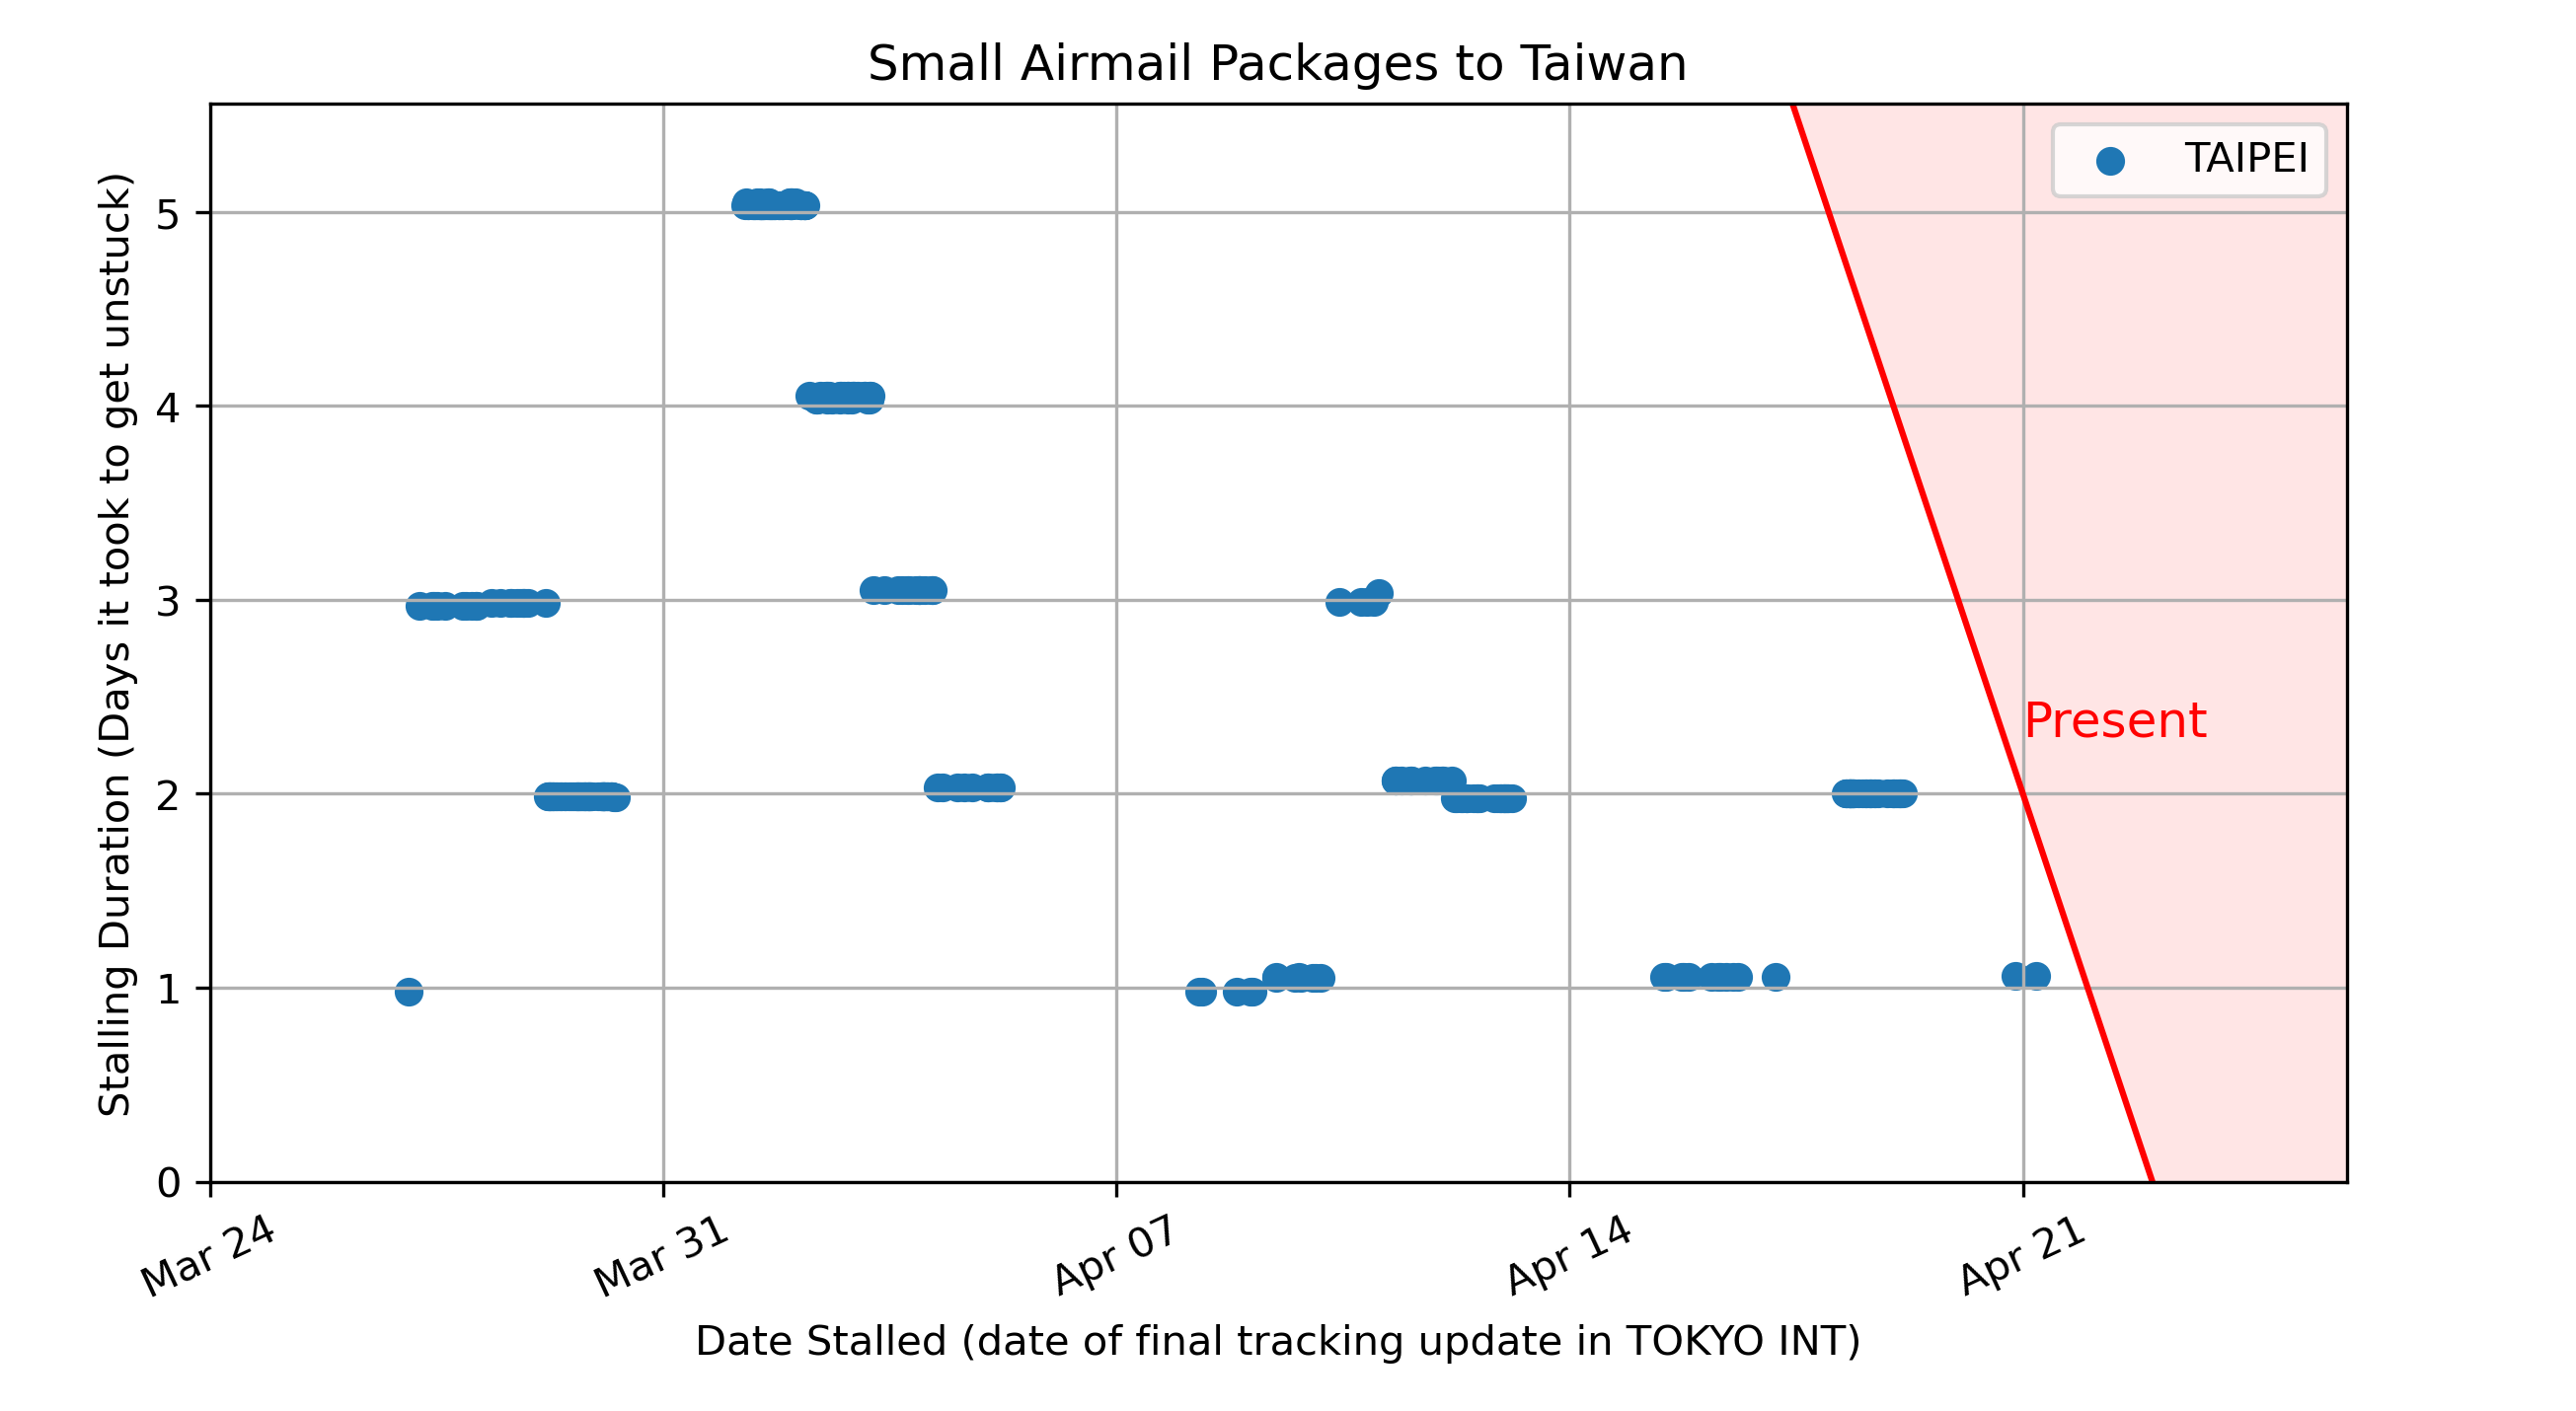 Small Airmail Packages to Taiwan
TAIPEI
Stalling Duration (Days it took to get unstuck)
5
4
3
2
1
0
Present
Mar 24
Mar 31
Apr 07
Apr 14
Apr 21
Date Stalled (date of final tracking update in TOKYO INT)